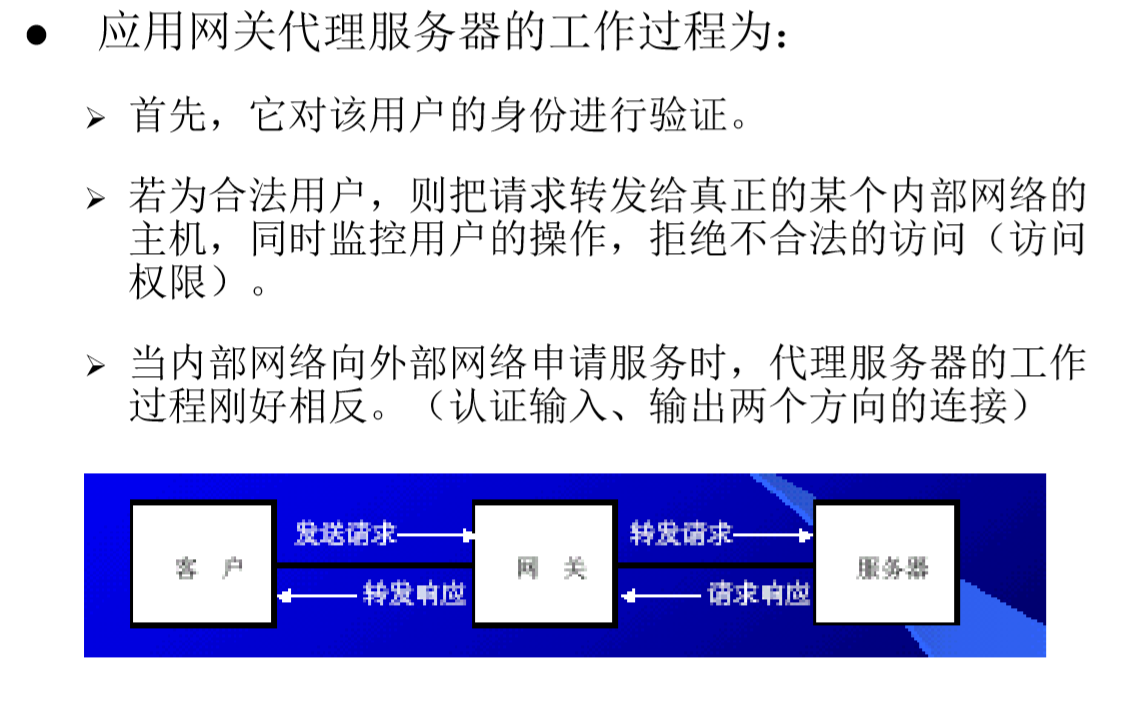 ● 应用网关代理服务器的工作过程为：
➢ 首先，它对该用户的身份进行验证。
➢ 若为合法用户，则把请求转发给真正的某个内部网络的
主机，同时监控用户的操作，拒绝不合法的访问（访问
权限）。
➢ 当内部网络向外部网络申请服务时，代理服务器的工作
过程刚好相反。（认证输入、输出两个方向的连接）
发送请求 转发请求
客 户 网 关 服务器
转发响应 请求响应